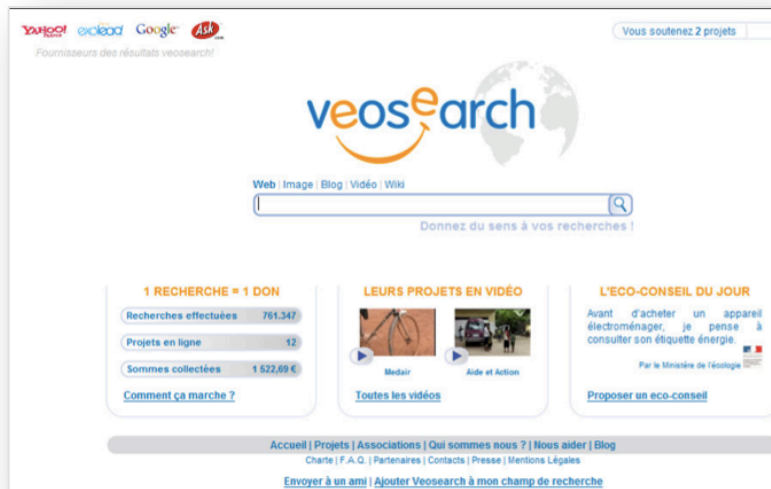 YAHOO! FRANCE exalead Google Ask.com
Vous soutenez 2 projets
Fournisseurs des résultats veosearch!
veosearch
Web | Image | Blog | Vidéo | Wiki
Donnez du sens à vos recherches !
1 RECHERCHE = 1 DON
Recherches effectuées 761.347
Projets en ligne 12
Sommes collectées 1 522,69 €
Comment ça marche ?
LEURS PROJETS EN VIDÉO
Medair Aide et Action
Toutes les vidéos
L'ECO-CONSEIL DU JOUR
Avant d'acheter un appareil
électroménager, je pense à
consulter son étiquette énergie.
Par le Ministère de l'écologie
Proposer un eco-conseil
Accueil | Projets | Associations | Qui sommes nous ? | Nous aider | Blog
Charte | F.A.Q. | Partenaires | Contacts | Presse | Mentions Légales
Envoyer à un ami | Ajouter Veosearch à mon champ de recherche